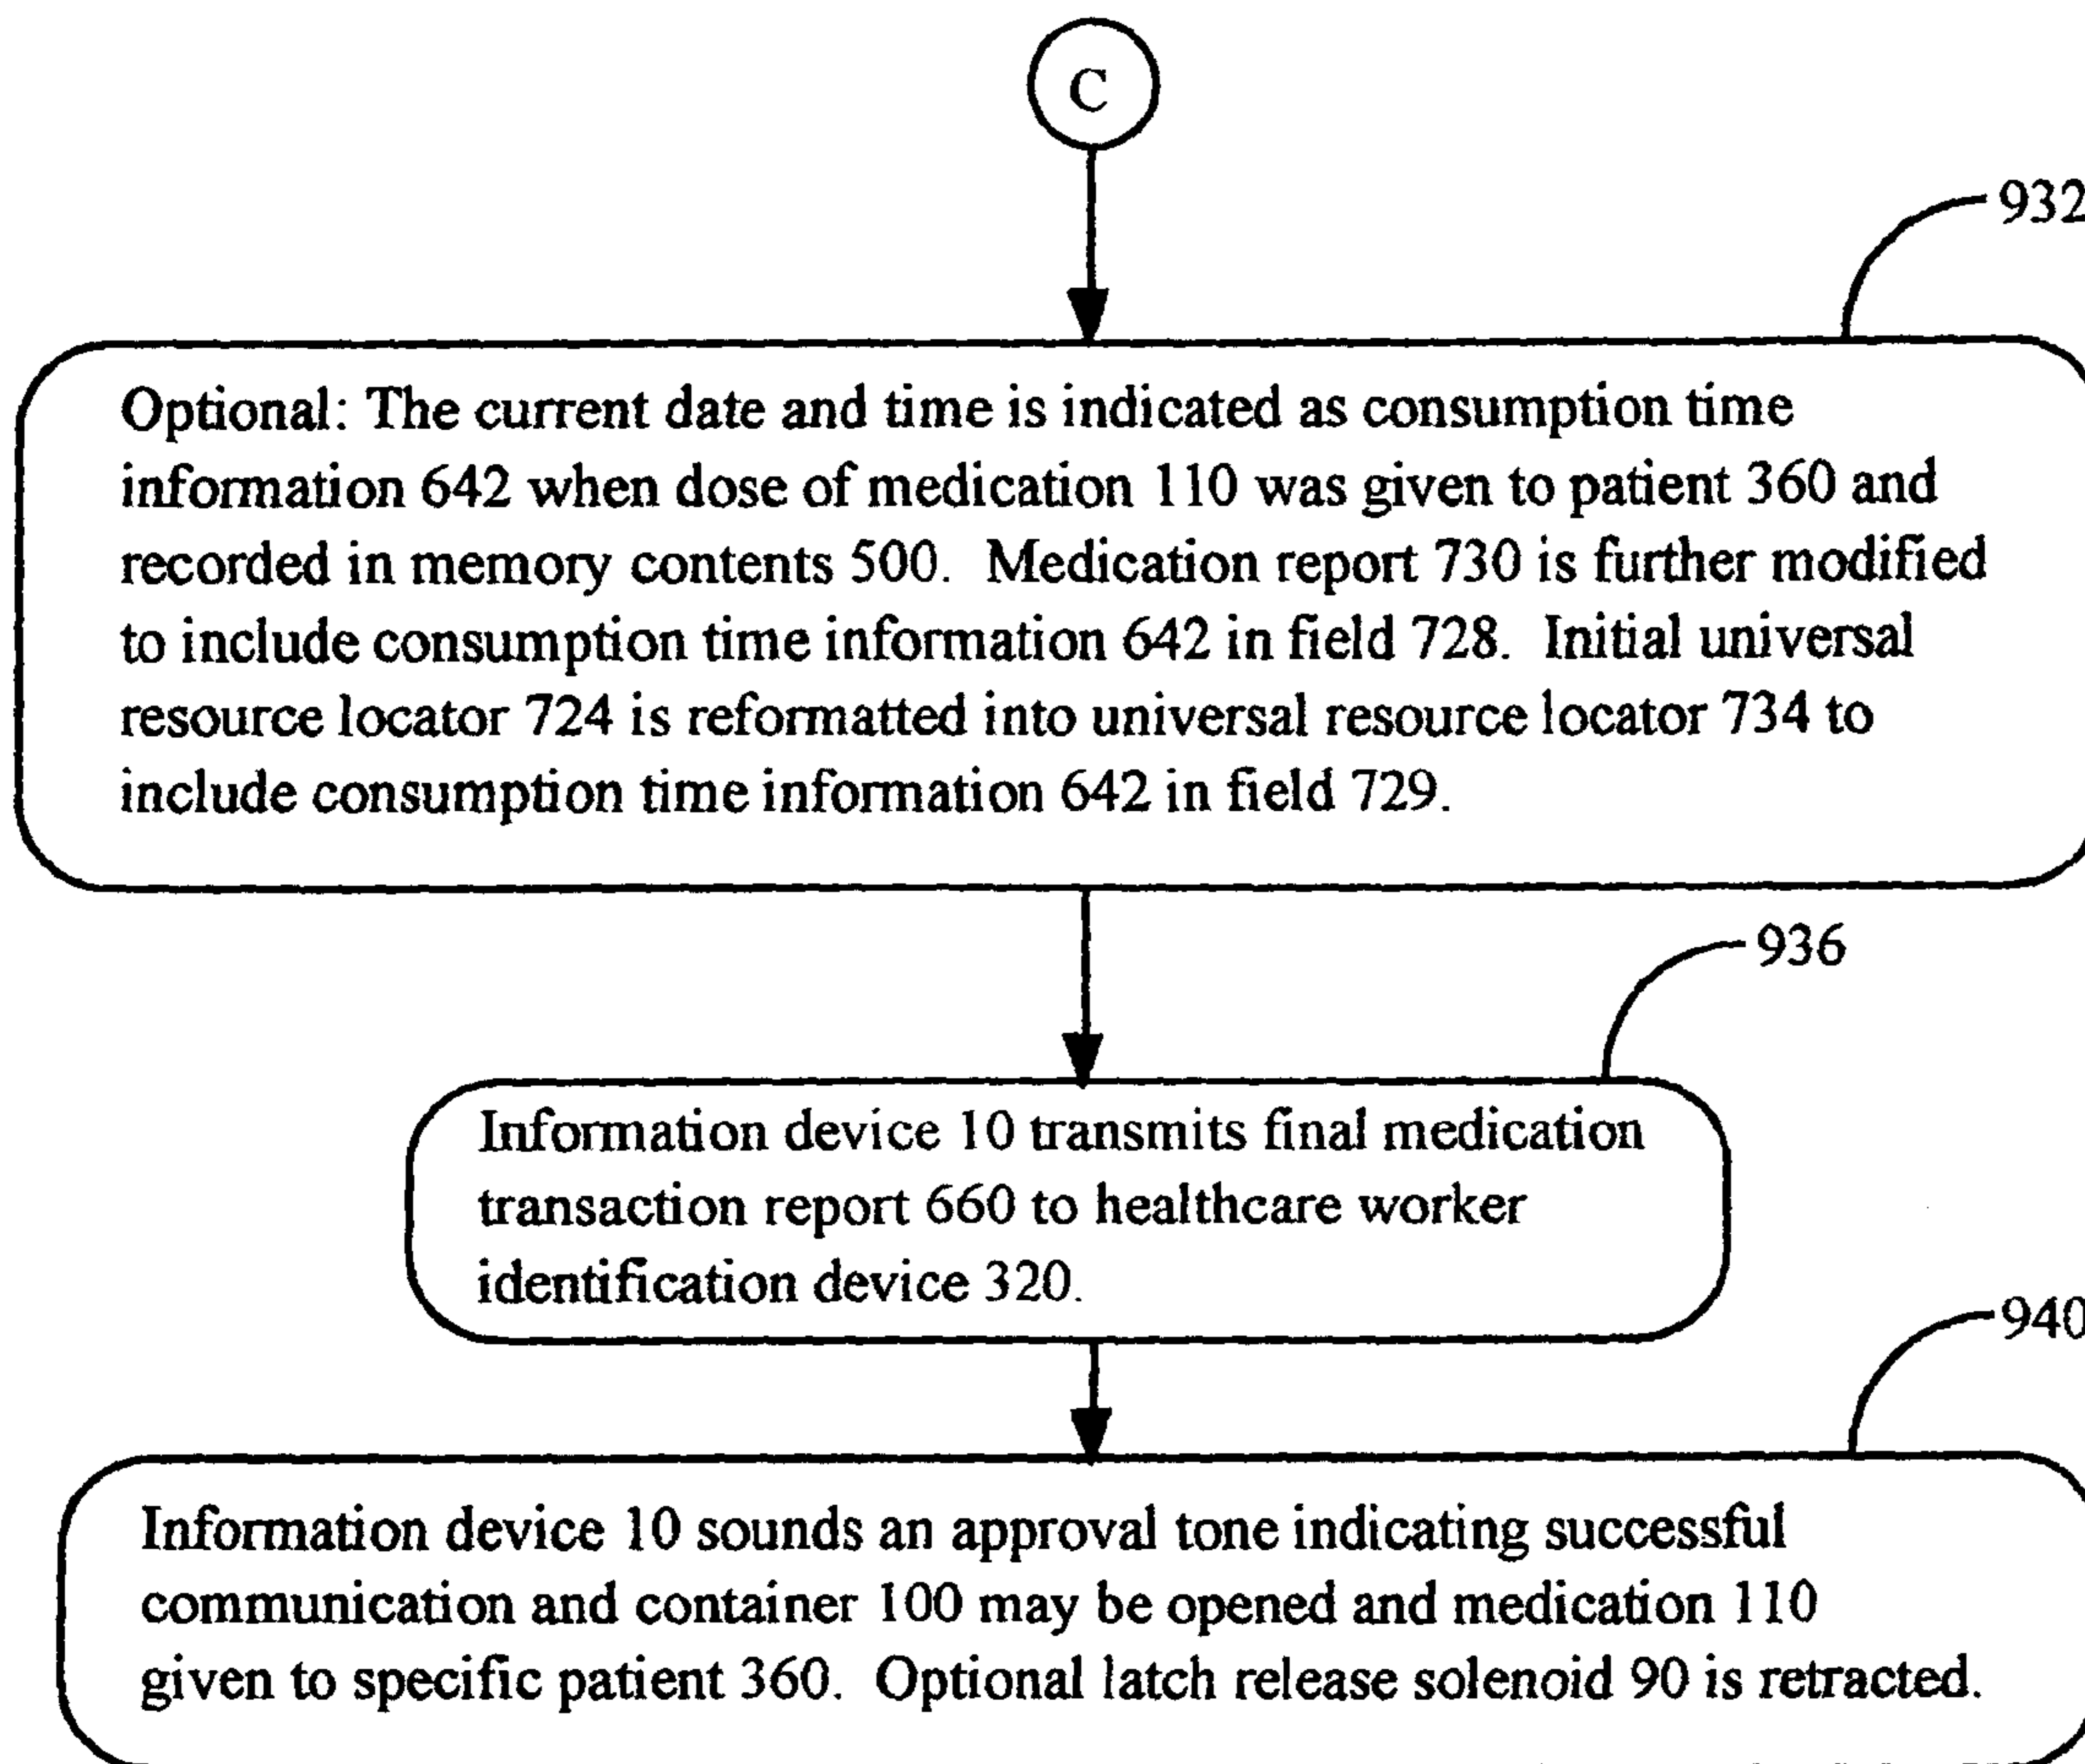 C
932
Optional: The current date and time is indicated as consumption time
information 642 when dose of medication 110 was given to patient 360 and
recorded in memory contents 500. Medication report 730 is further modified
to include consumption time information 642 in field 728. Initial universal
resource locator 724 is reformatted into universal resource locator 734 to
include consumption time information 642 in field 729.
936
Information device 10 transmits final medication
transaction report 660 to healthcare worker
identification device 320.
940
Information device 10 sounds an approval tone indicating successful
communication and container 100 may be opened and medication 110
given to specific patient 360. Optional latch release solenoid 90 is retracted.